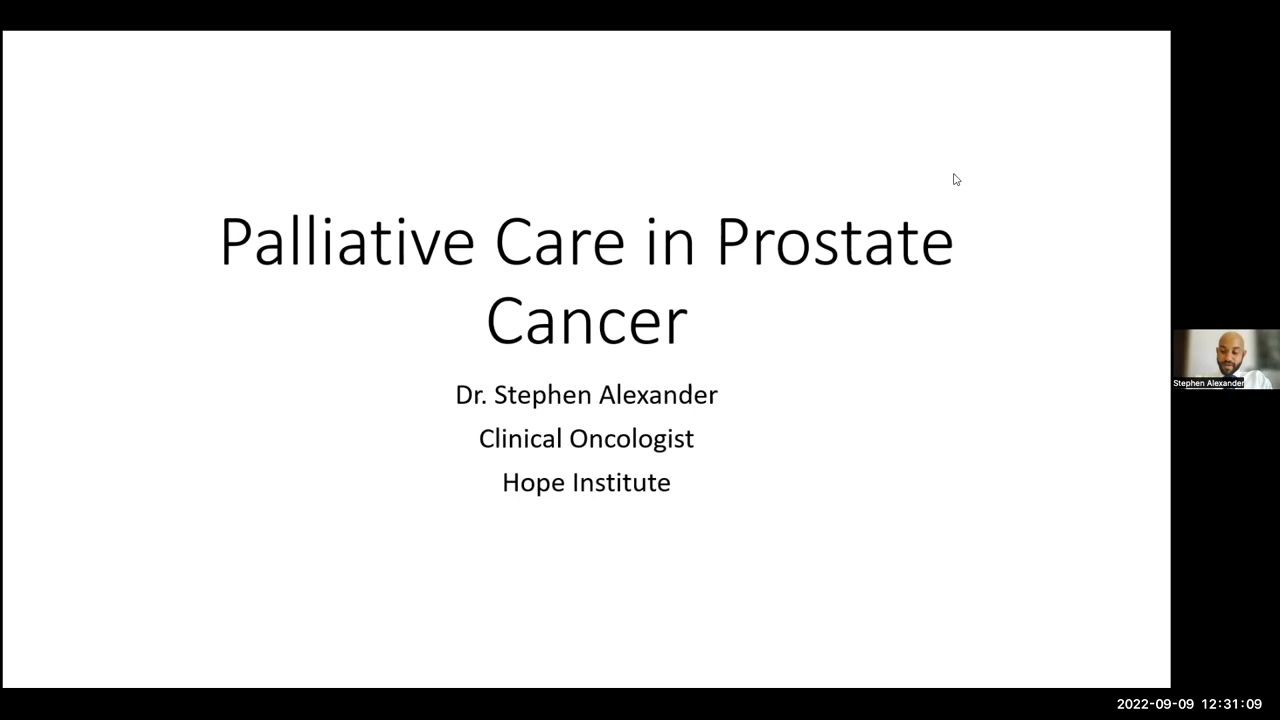 Palliative Care in Prostate
Cancer
Dr. Stephen Alexander
Clinical Oncologist
Hope Institute
Stephen Alexander
2022-09-09 12:31:09